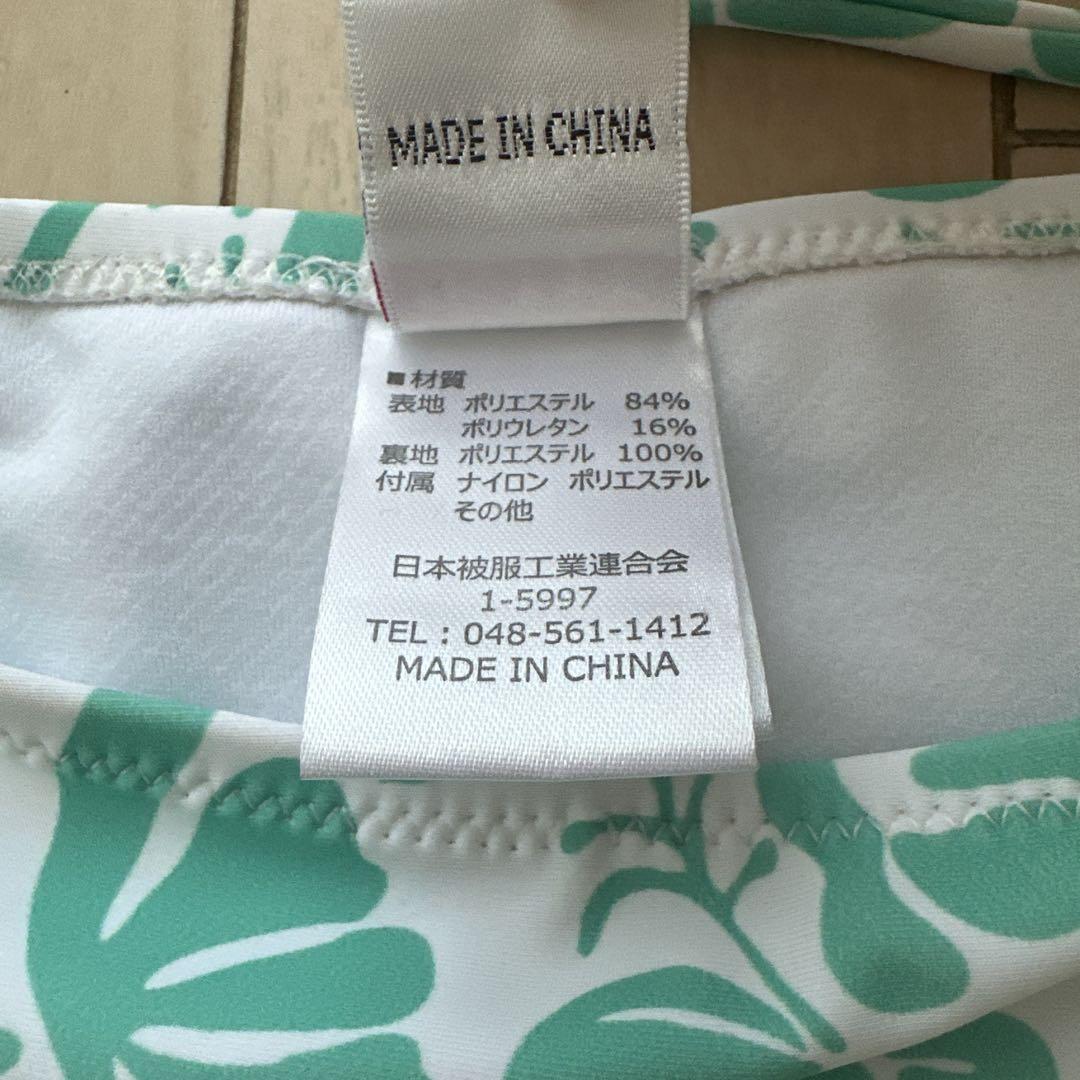 MADE IN CHINA
■材質
表地 ポリエステル 84%
ポリウレタン 16%
裏地 ポリエステル 100%
付属 ナイロン ポリエステル
その他
日本被服工業連合会
1-5997
TEL : 048-561-1412
MADE IN CHINA